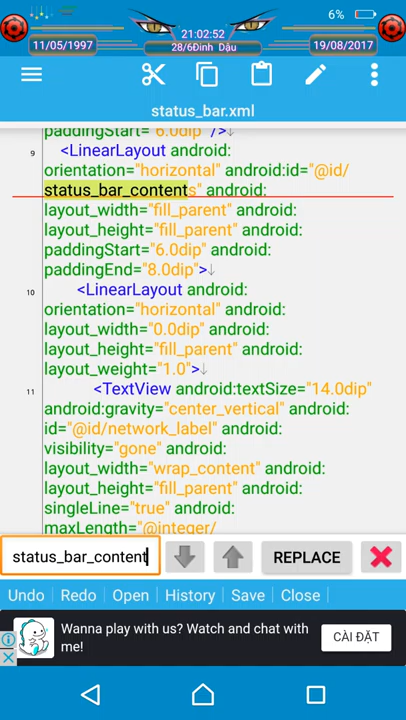 6%
21:02:52
11/05/1997
28/6Đinh Dậu
19/08/2017
status_bar.xml
paddingStart="6.0dip" />↓
9 <LinearLayout android:
orientation="horizontal" android:id="@id/
status_bar_contents" android:
layout_width="fill_parent" android:
layout_height="fill_parent" android:
paddingStart="6.0dip" android:
paddingEnd="8.0dip">↓
10 <LinearLayout android:
orientation="horizontal" android:
layout_width="0.0dip" android:
layout_height="fill_parent" android:
layout_weight="1.0">↓
11 <TextView android:textSize="14.0dip"
android:gravity="center_vertical" android:
id="@id/network_label" android:
visibility="gone" android:
layout_width="wrap_content" android:
layout_height="fill_parent" android:
singleLine="true" android:
maxLength="@integer/
status_bar_content
REPLACE
Undo Redo Open History Save Close
Wanna play with us? Watch and chat with
me!
CÀI ĐẶT